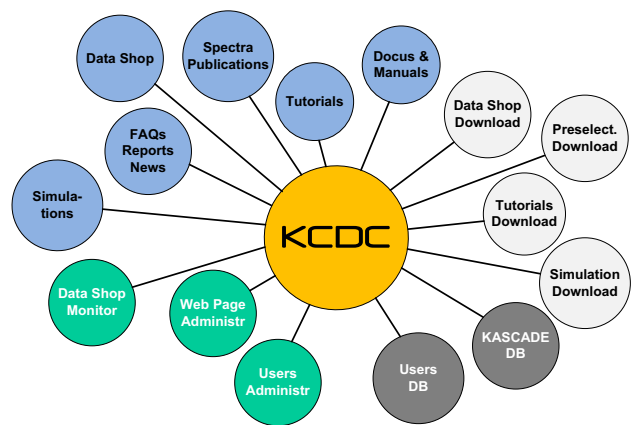 Data Shop
Spectra
Publications
Tutorials
Docus &
Manuals
Data Shop
Download
Preselect.
Download
FAQs
Reports
News
Simula-
tions
KCDC
Tutorials
Download
Simulation
Download
Data Shop
Monitor
Web Page
Administr
Users
Administr
Users
DB
KASCADE
DB